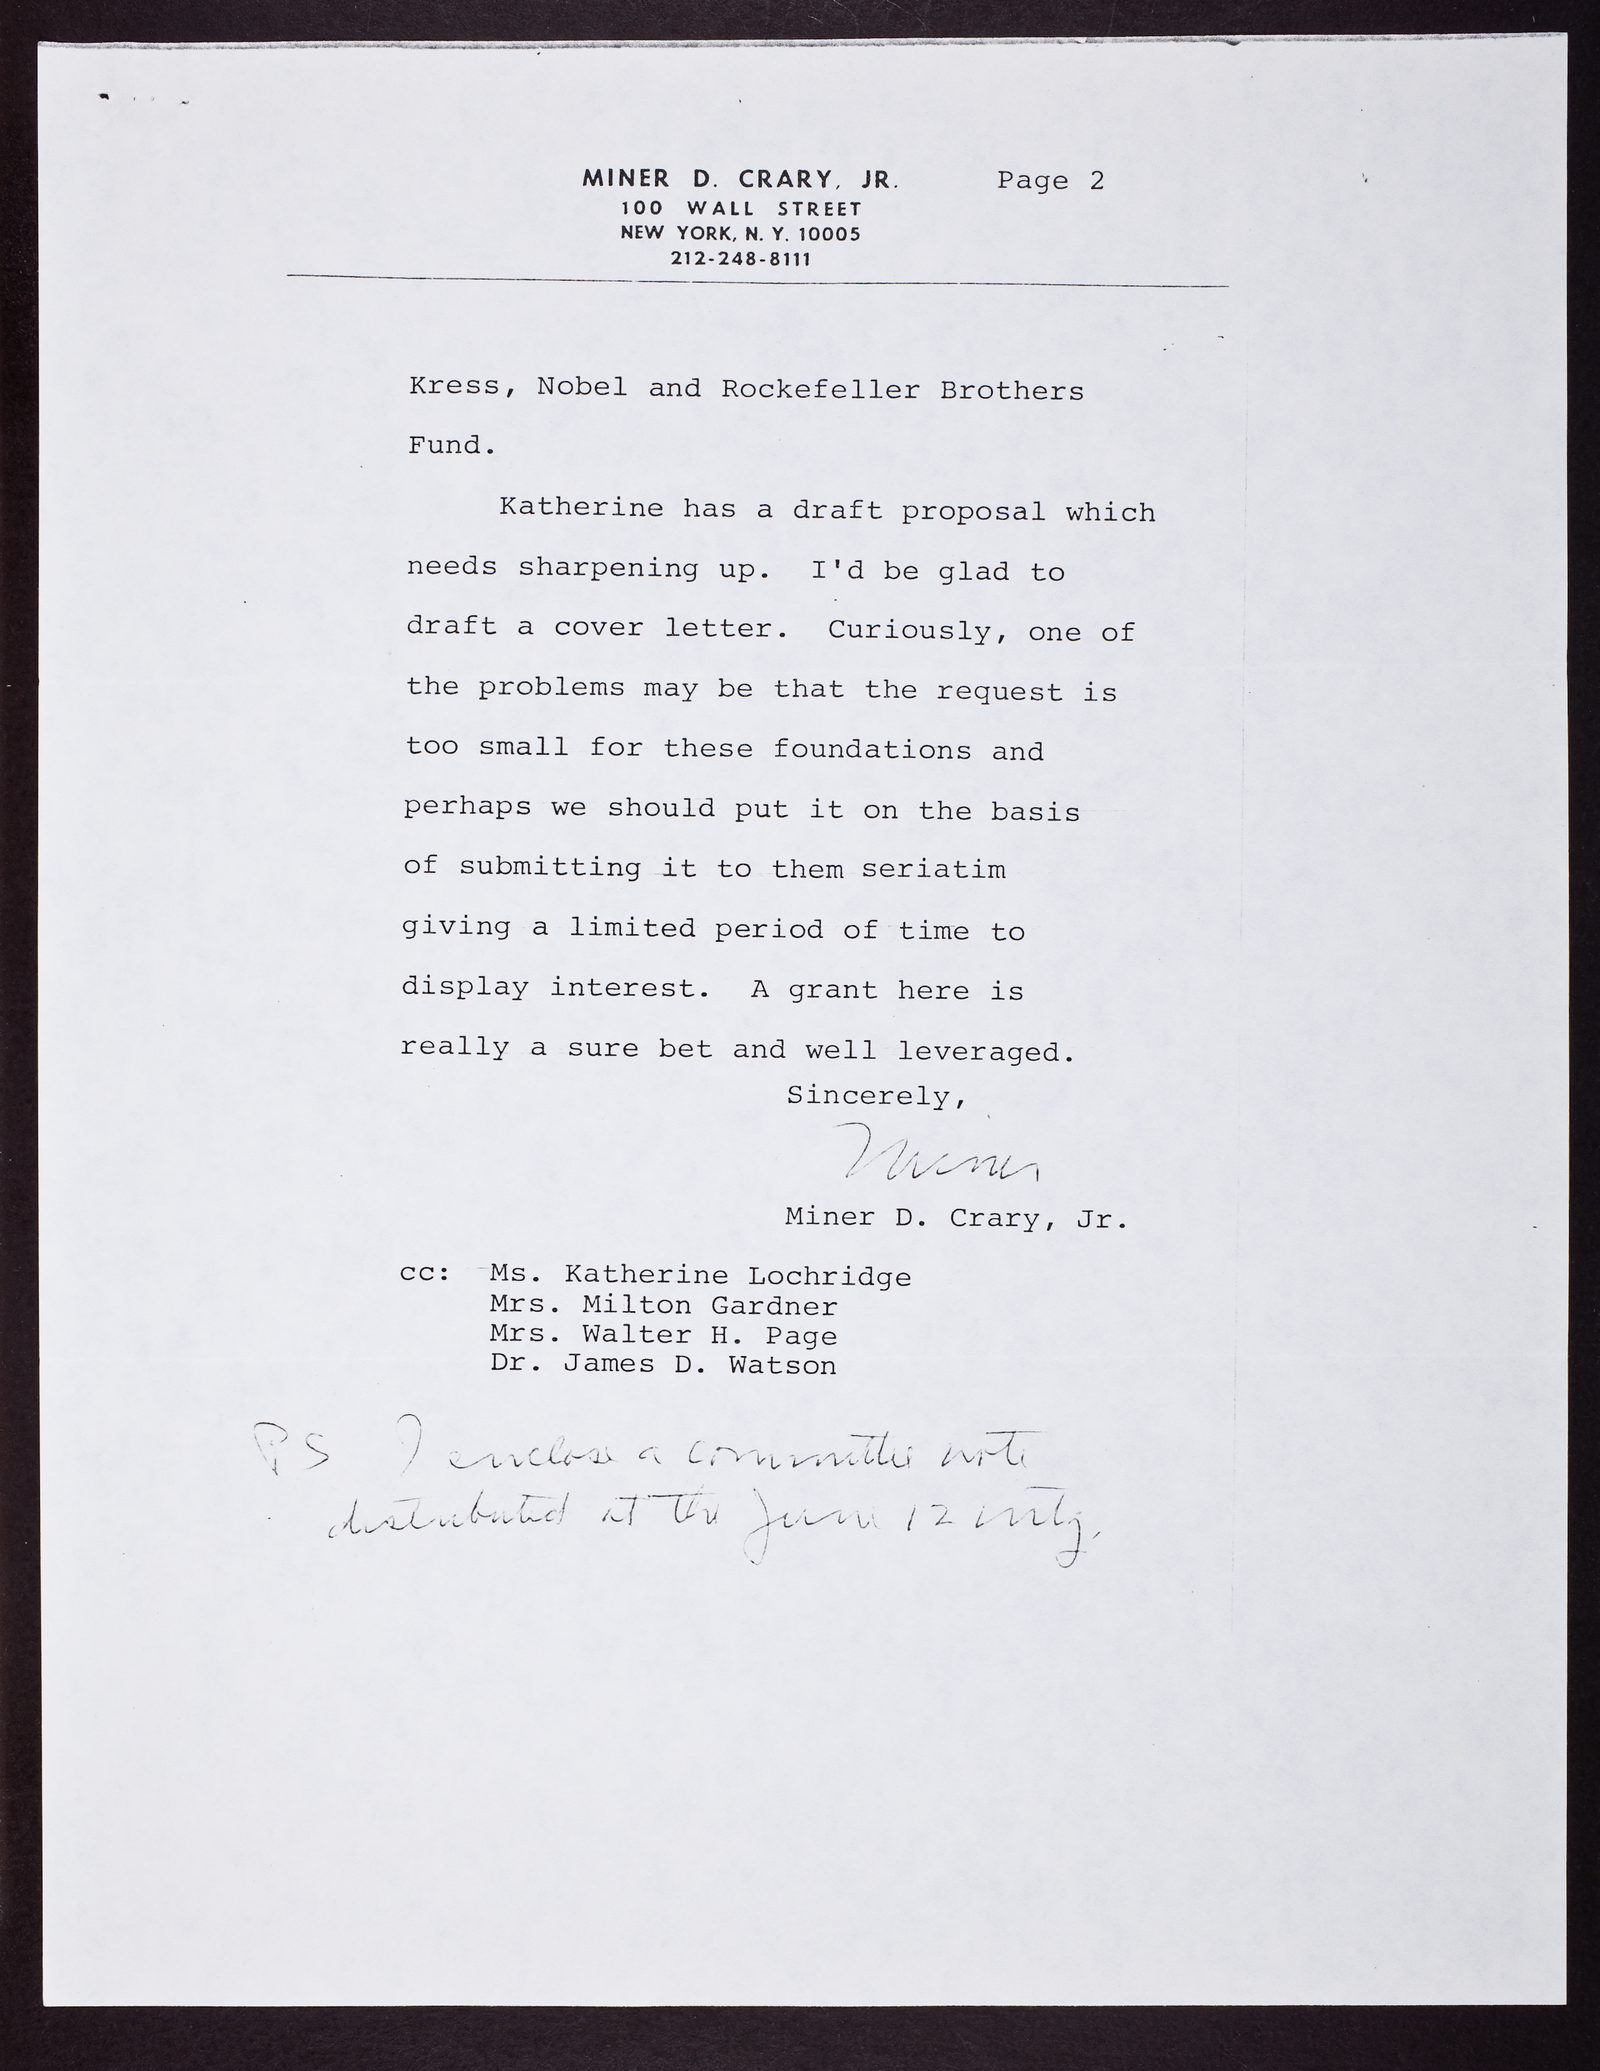 MINER D. CRARY, JR. Page 2
100 WALL STREET
NEW YORK, N. Y. 10005
212-248-8111
Kress, Nobel and Rockefeller Brothers
Fund.
Katherine has a draft proposal which
needs sharpening up. I'd be glad to
draft a cover letter. Curiously, one of
the problems may be that the request is
too small for these foundations and
perhaps we should put it on the basis
of submitting it to them seriatim
giving a limited period of time to
display interest. A grant here is
really a sure bet and well leveraged.
Sincerely,
Miner
Miner D. Crary, Jr.
cc: Ms. Katherine Lochridge
Mrs. Milton Gardner
Mrs. Walter H. Page
Dr. James D. Watson
PS I enclose a committee note
distributed at the June 12 mtg.